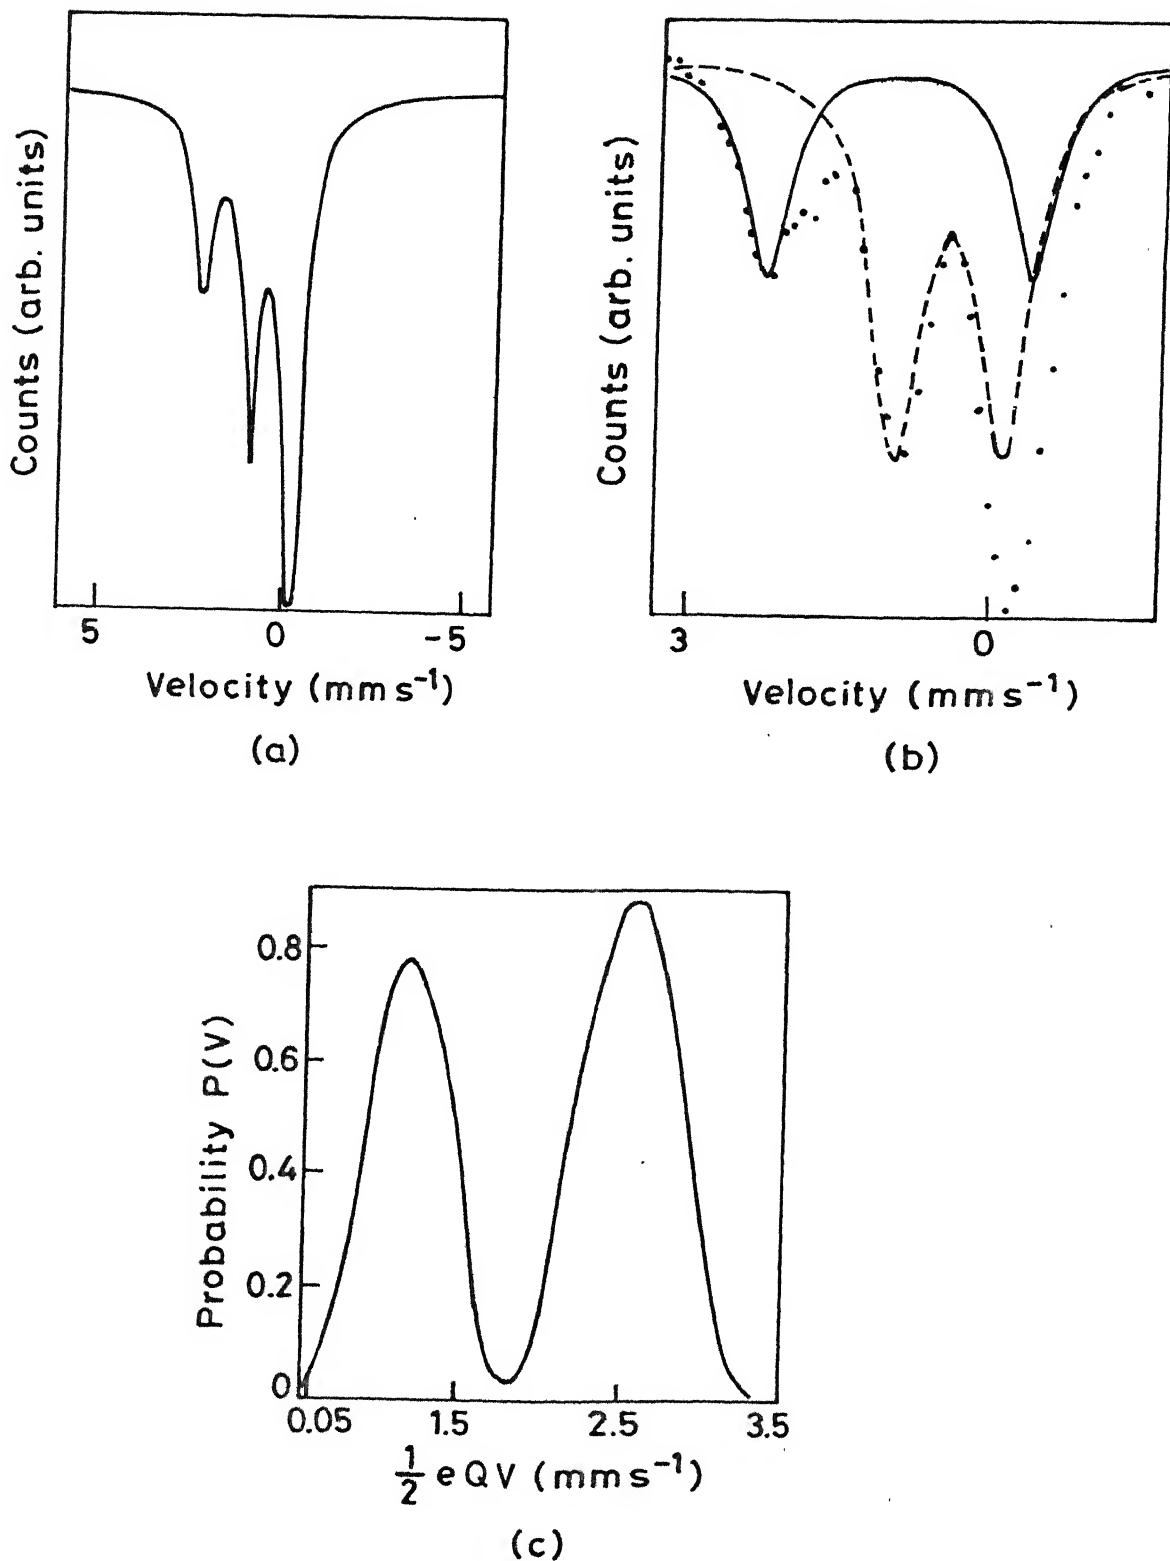 Counts (arb. units)
5 0 -5
Velocity (mm s⁻¹)
(a)
Counts (arb. units)
3 0
Velocity (mm s⁻¹)
(b)
Probability P(V)
0.8
0.6
0.4
0.2
0
0.05 1.5 2.5 3.5
½ eQV (mm s⁻¹)
(c)